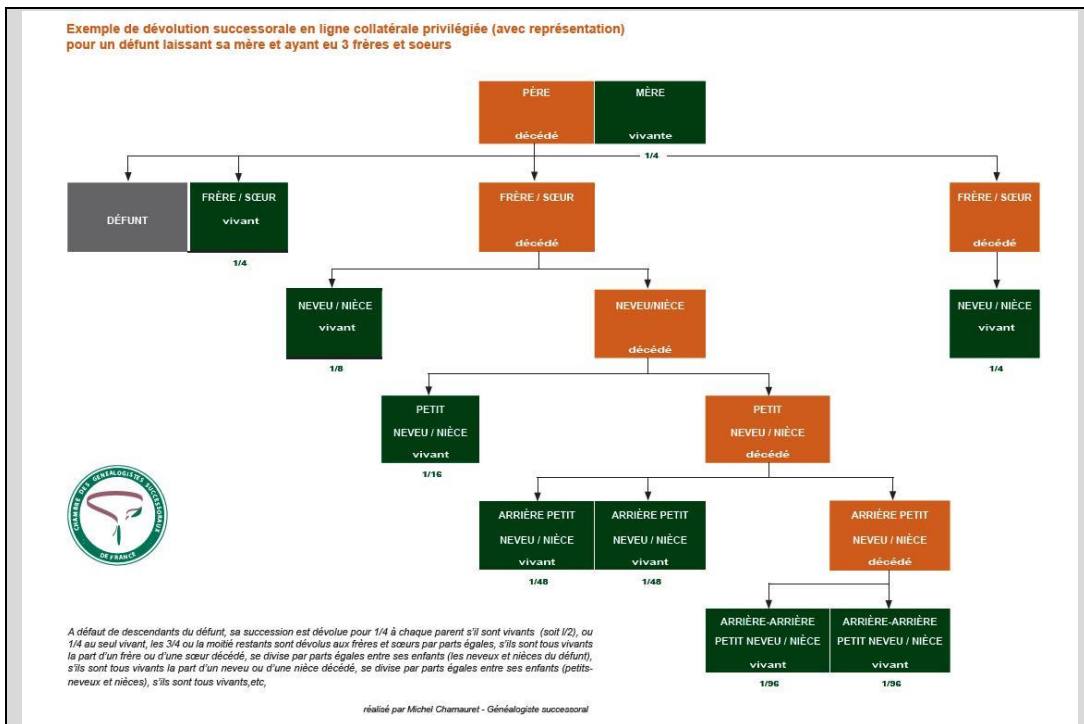 Exemple de dévolution successorale en ligne collatérale privilégiée (avec représentation)
pour un défunt laissant sa mère et ayant eu 3 frères et soeurs
PÈRE
décédé
MÈRE
vivante
1/4
DÉFUNT
FRÈRE / SŒUR
vivant
1/4
FRÈRE / SŒUR
décédé
FRÈRE / SŒUR
décédé
NEVEU / NIÈCE
vivant
1/8
NEVEU/NIÈCE
décédé
NEVEU / NIÈCE
vivant
1/4
PETIT
NEVEU / NIÈCE
vivant
1/16
PETIT
NEVEU / NIÈCE
décédé
ARRIÈRE PETIT
NEVEU / NIÈCE
vivant
1/48
ARRIÈRE PETIT
NEVEU / NIÈCE
vivant
1/48
ARRIÈRE PETIT
NEVEU / NIÈCE
décédé
ARRIÈRE-ARRIÈRE
PETIT NEVEU / NIÈCE
vivant
1/96
ARRIÈRE-ARRIÈRE
PETIT NEVEU / NIÈCE
vivant
1/96
CHAMBRE DES GÉNÉALOGISTES SUCCESSORAUX
DE FRANCE
A défaut de descendants du défunt, sa succession est dévolue pour 1/4 à chaque parent s'il sont vivants (soit l/2), ou
1/4 au seul vivant, les 3/4 ou la moitié restants sont dévolus aux frères et sœurs par parts égales, s'ils sont tous vivants
la part d'un frère ou d'une sœur décédé, se divise par parts égales entre ses enfants (les neveux et nièces du défunt),
s'ils sont tous vivants la part d'un neveu ou d'une nièce décédé, se divise par parts égales entre ses enfants (petits-
neveux et nièces), s'ils sont tous vivants,etc,
réalisé par Michel Chamauret - Généalogiste successoral